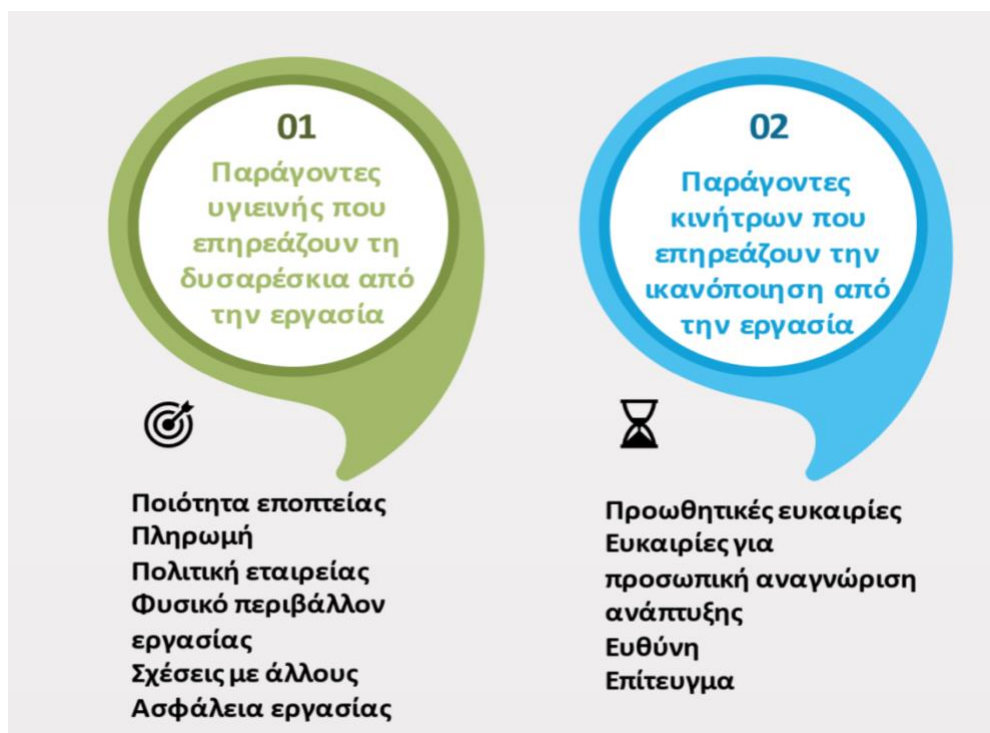 01
Παράγοντες
υγιεινής που
επηρεάζουν τη
δυσαρέσκια από
την εργασία
Ποιότητα εποπτείας
Πληρωμή
Πολιτική εταιρείας
Φυσικό περιβάλλον
εργασίας
Σχέσεις με άλλους
Ασφάλεια εργασίας
02
Παράγοντες
κινήτρων που
επηρεάζουν την
ικανόποιηση από
την εργασία
Προωθητικές ευκαιρίες
Ευκαιρίες για
προσωπική αναγνώριση
ανάπτυξης
Ευθύνη
Επίτευγμα